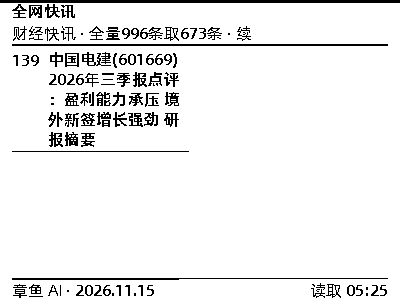 全网快讯
财经快讯 · 全量996条取673条 · 续
139 中国电建(601669)
2026年三季报点评
：盈利能力承压 境
外新签增长强劲 研
报摘要
章鱼 AI · 2026.11.15
读取 05:25